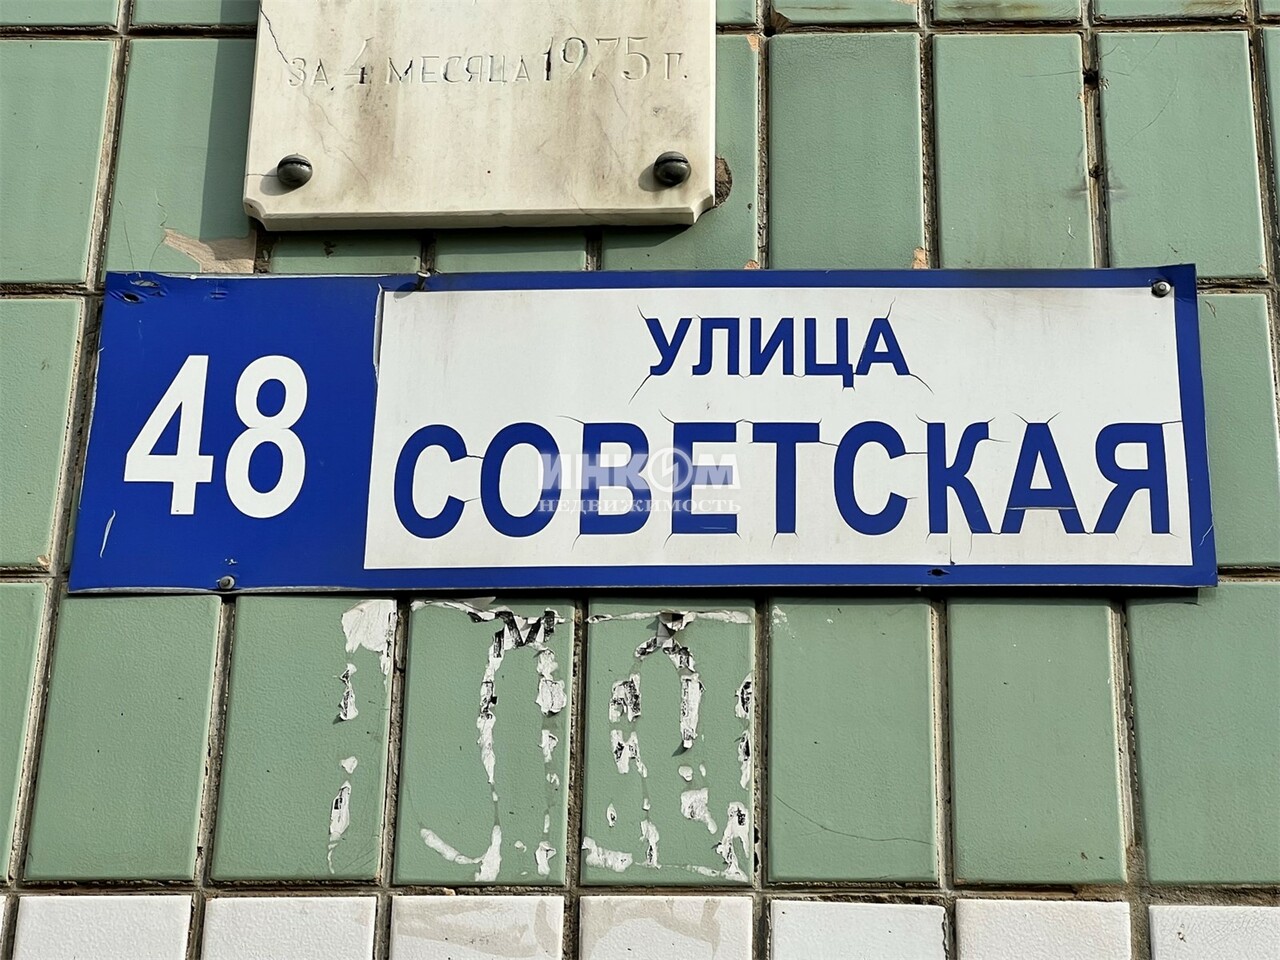 ЗА 4 МЕСЯЦА 1975 Г.
48
УЛИЦА
СОВЕТСКАЯ
ИНКОМ
НЕДВИЖИМОСТЬ